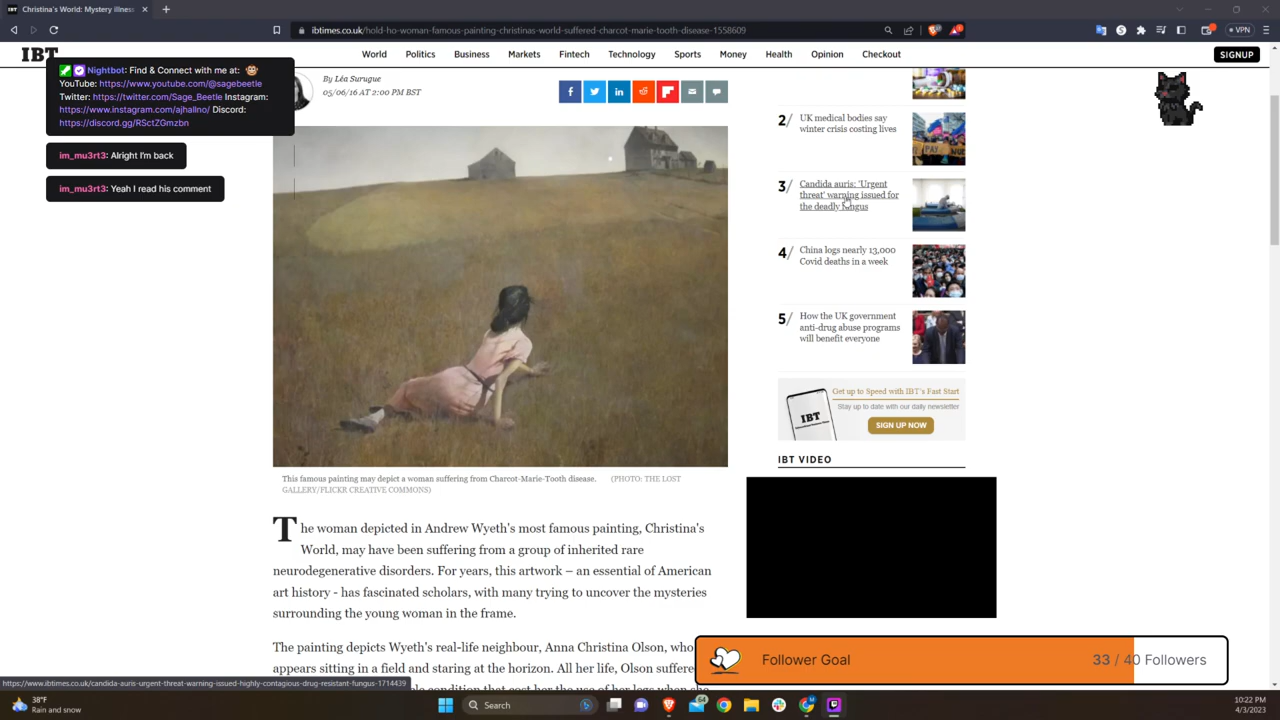 Christina's World: Mystery illness
ibtimes.co.uk/hold-ho-woman-famous-painting-christinas-world-suffered-charcot-marie-tooth-disease-1558609
VPN
IBT
World
Politics
Business
Markets
Fintech
Technology
Sports
Money
Health
Opinion
Checkout
SIGNUP
Nightbot: Find & Connect with me at:
YouTube: https://www.youtube.com/@sagebeetle
Twitter: https://twitter.com/Sage_Beetle Instagram:
https://www.instagram.com/ajhallno/ Discord:
https://discord.gg/RSctZGmzbn
im_mu3rt3: Alright I'm back
im_mu3rt3: Yeah I read his comment
By Léa Surugue
05/06/16 AT 2:00 PM BST
This famous painting may depict a woman suffering from Charcot-Marie-Tooth disease. (PHOTO: THE LOST
GALLERY/FLICKR CREATIVE COMMONS)
The woman depicted in Andrew Wyeth's most famous painting, Christina's
World, may have been suffering from a group of inherited rare
neurodegenerative disorders. For years, this artwork – an essential of American
art history - has fascinated scholars, with many trying to uncover the mysteries
surrounding the young woman in the frame.
The painting depicts Wyeth's real-life neighbour, Anna Christina Olson, who
appears sitting in a field and staring at the horizon. All her life, Olson suffere
ble condition that cost her the use of her legs when she
2/ UK medical bodies say
winter crisis costing lives
3/ Candida auris: 'Urgent
threat' warning issued for
the deadly fungus
4/ China logs nearly 13,000
Covid deaths in a week
5/ How the UK government
anti-drug abuse programs
will benefit everyone
IBT
Get up to Speed with IBT's Fast Start
Stay up to date with our daily newsletter
SIGN UP NOW
IBT VIDEO
Follower Goal
33 / 40 Followers
https://www.ibtimes.co.uk/candida-auris-urgent-threat-warning-issued-highly-contagious-drug-resistant-fungus-1714439
38°F
Rain and snow
Search
10:22 PM
4/3/2023